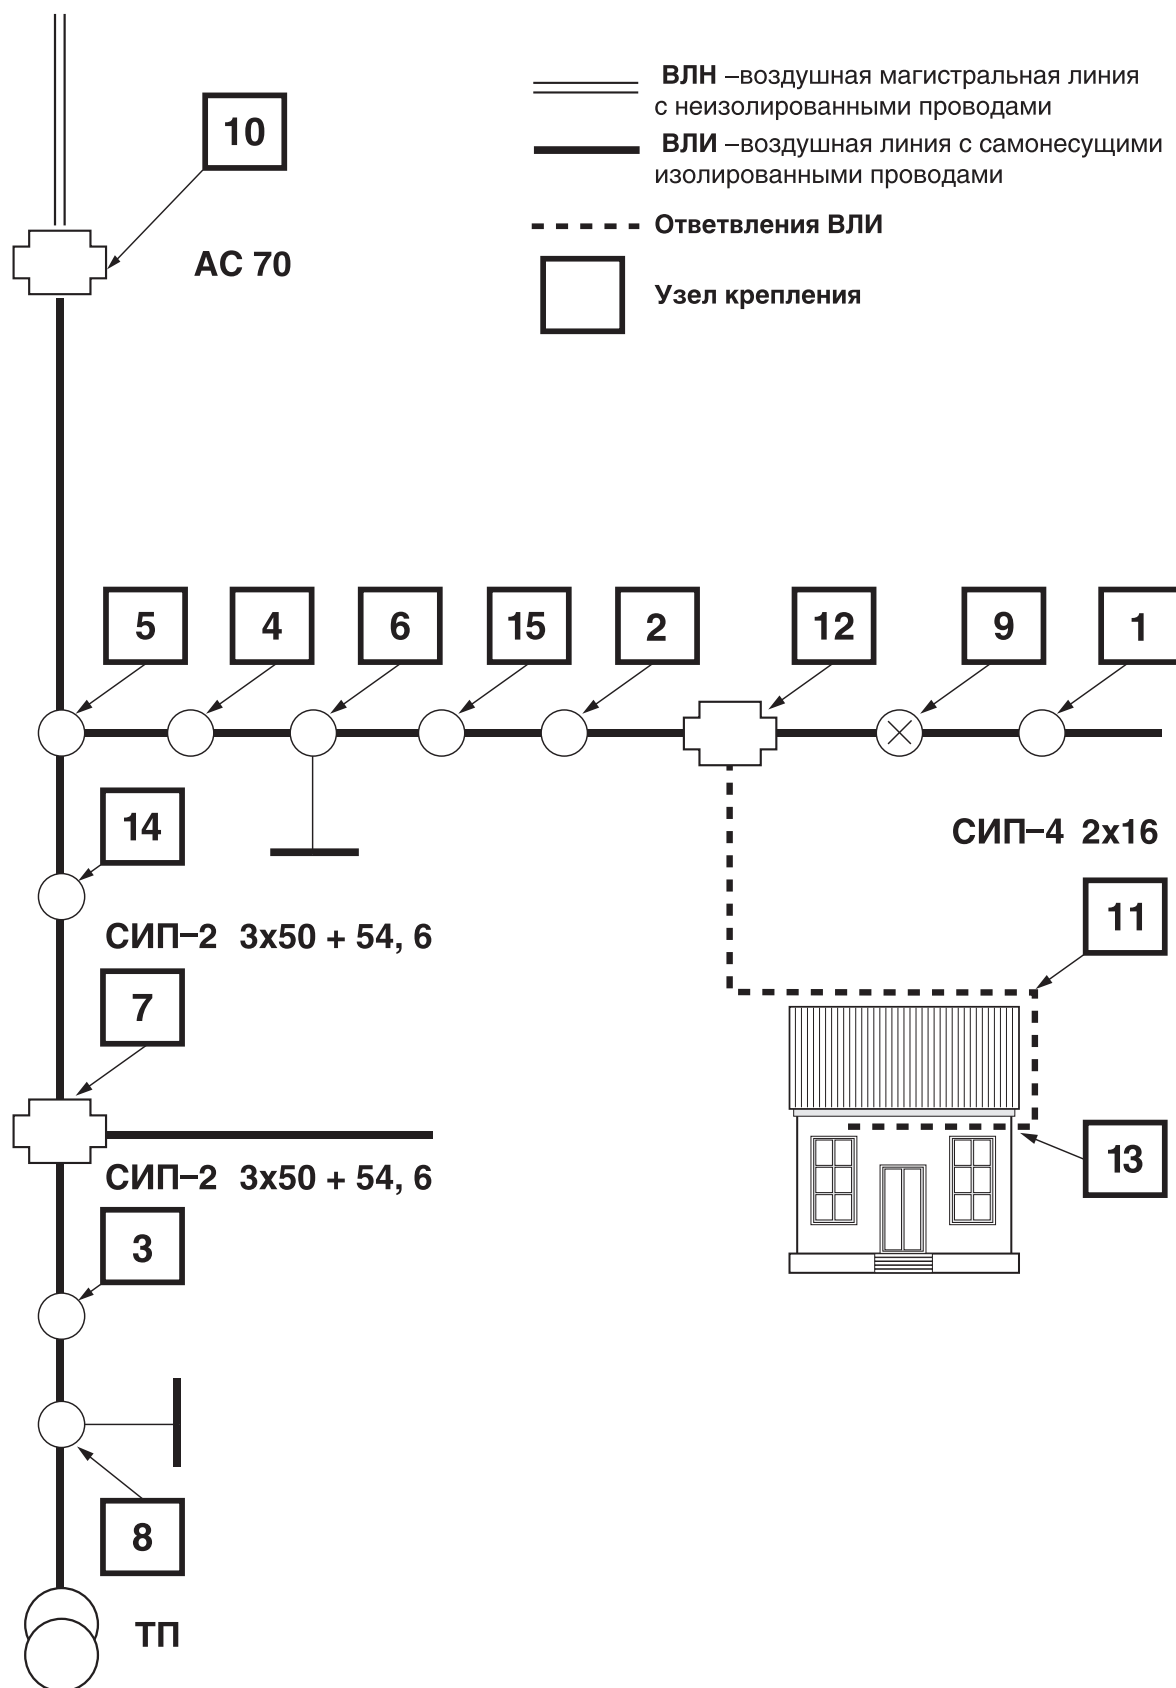 ВЛН –воздушная магистральная линия
с неизолированными проводами
10
ВЛИ –воздушная линия с самонесущими
изолированными проводами
Ответвления ВЛИ
АС 70
Узел крепления
5
4
6
15
2
12
9
1
14
СИП–4 2х16
11
СИП–2 3х50 + 54, 6
7
13
СИП–2 3х50 + 54, 6
3
8
ТП